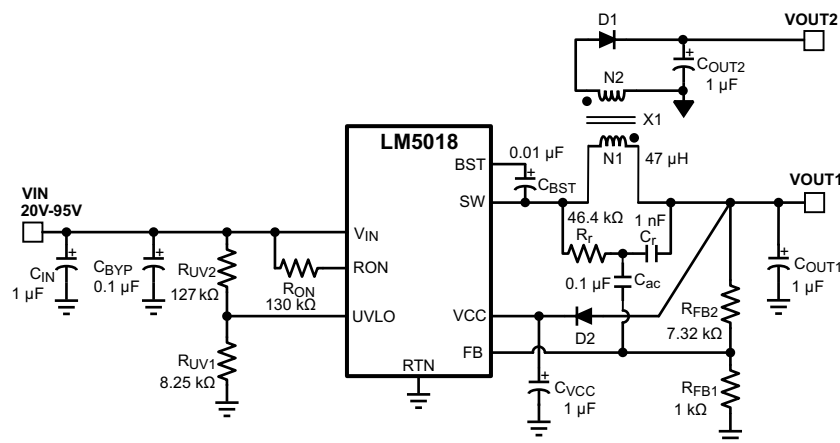 D1
VOUT2
+
COUT2
1 µF
N2
X1
LM5018
BST
0.01 µF
+
CBST
N1
47 µH
VIN
20V-95V
SW
VOUT1
46.4 kΩ
1 nF
Rr
Cr
VIN
+
CIN
1 µF
+
CBYP
0.1 µF
RUV2
127 kΩ
RON
RON
130 kΩ
0.1 µF
Cac
+
COUT1
1 µF
UVLO
VCC
D2
RFB2
7.32 kΩ
FB
RUV1
8.25 kΩ
RTN
+
CVCC
1 µF
RFB1
1 kΩ